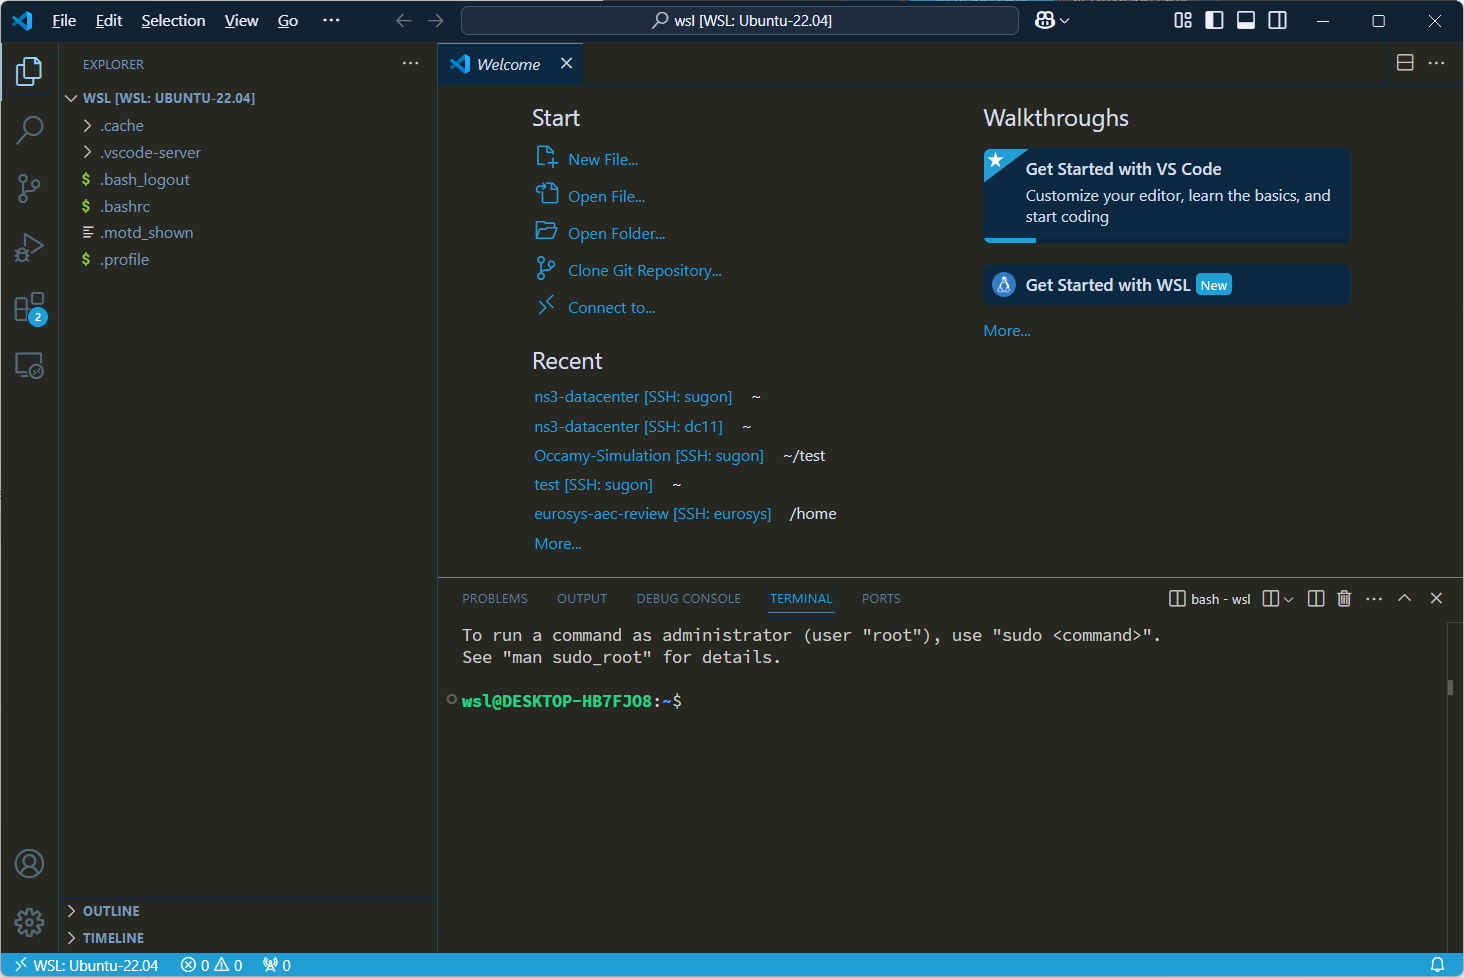 File Edit Selection View Go ···
wsl [WSL: Ubuntu-22.04]
EXPLORER
WSL [WSL: UBUNTU-22.04]
.cache
.vscode-server
$ .bash_logout
$ .bashrc
.motd_shown
$ .profile
2
OUTLINE
TIMELINE
Welcome
Start
New File...
Open File...
Open Folder...
Clone Git Repository...
Connect to...
Recent
ns3-datacenter [SSH: sugon] ~
ns3-datacenter [SSH: dc11] ~
Occamy-Simulation [SSH: sugon] ~/test
test [SSH: sugon] ~
eurosys-aec-review [SSH: eurosys] /home
More...
Walkthroughs
Get Started with VS Code
Customize your editor, learn the basics, and
start coding
Get Started with WSL New
More...
PROBLEMS OUTPUT DEBUG CONSOLE TERMINAL PORTS
bash - wsl
To run a command as administrator (user "root"), use "sudo <command>".
See "man sudo_root" for details.
wsl@DESKTOP-HB7FJO8:~$
WSL: Ubuntu-22.04 0 0 0